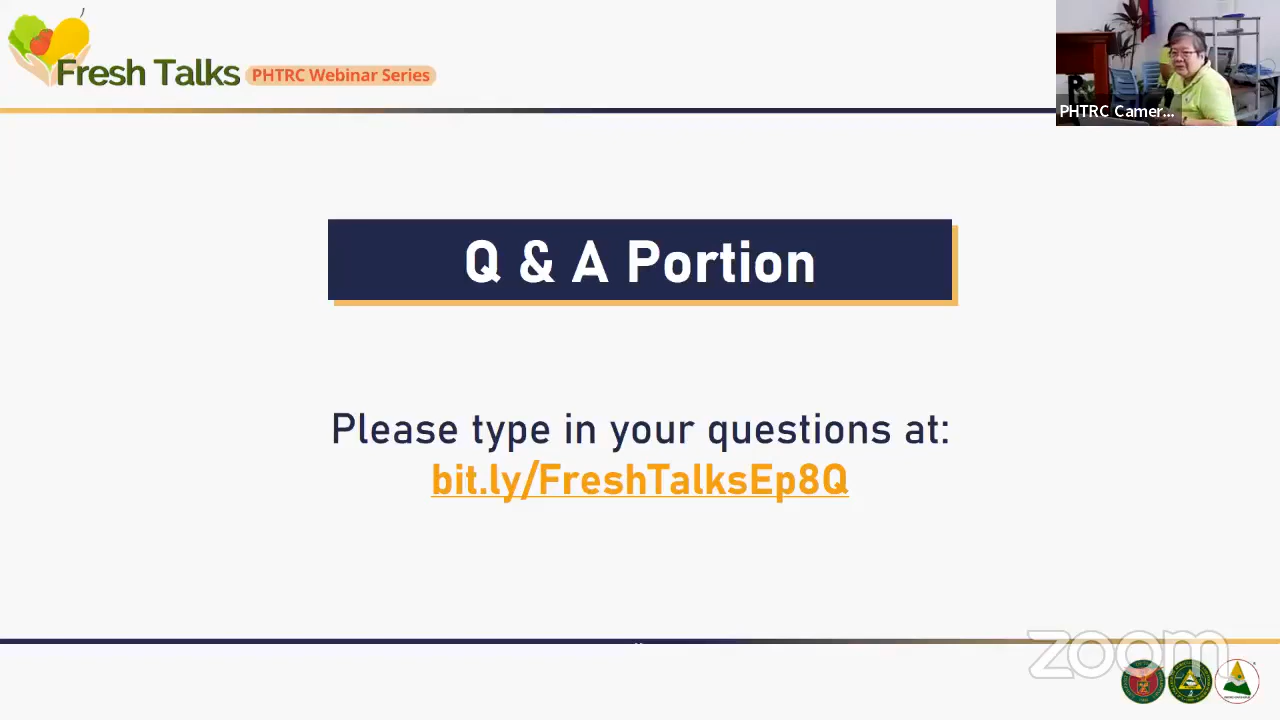 Fresh Talks PHTRC Webinar Series
PHTRC Camer...
Q & A Portion
Please type in your questions at:
bit.ly/FreshTalksEp8Q
zoom